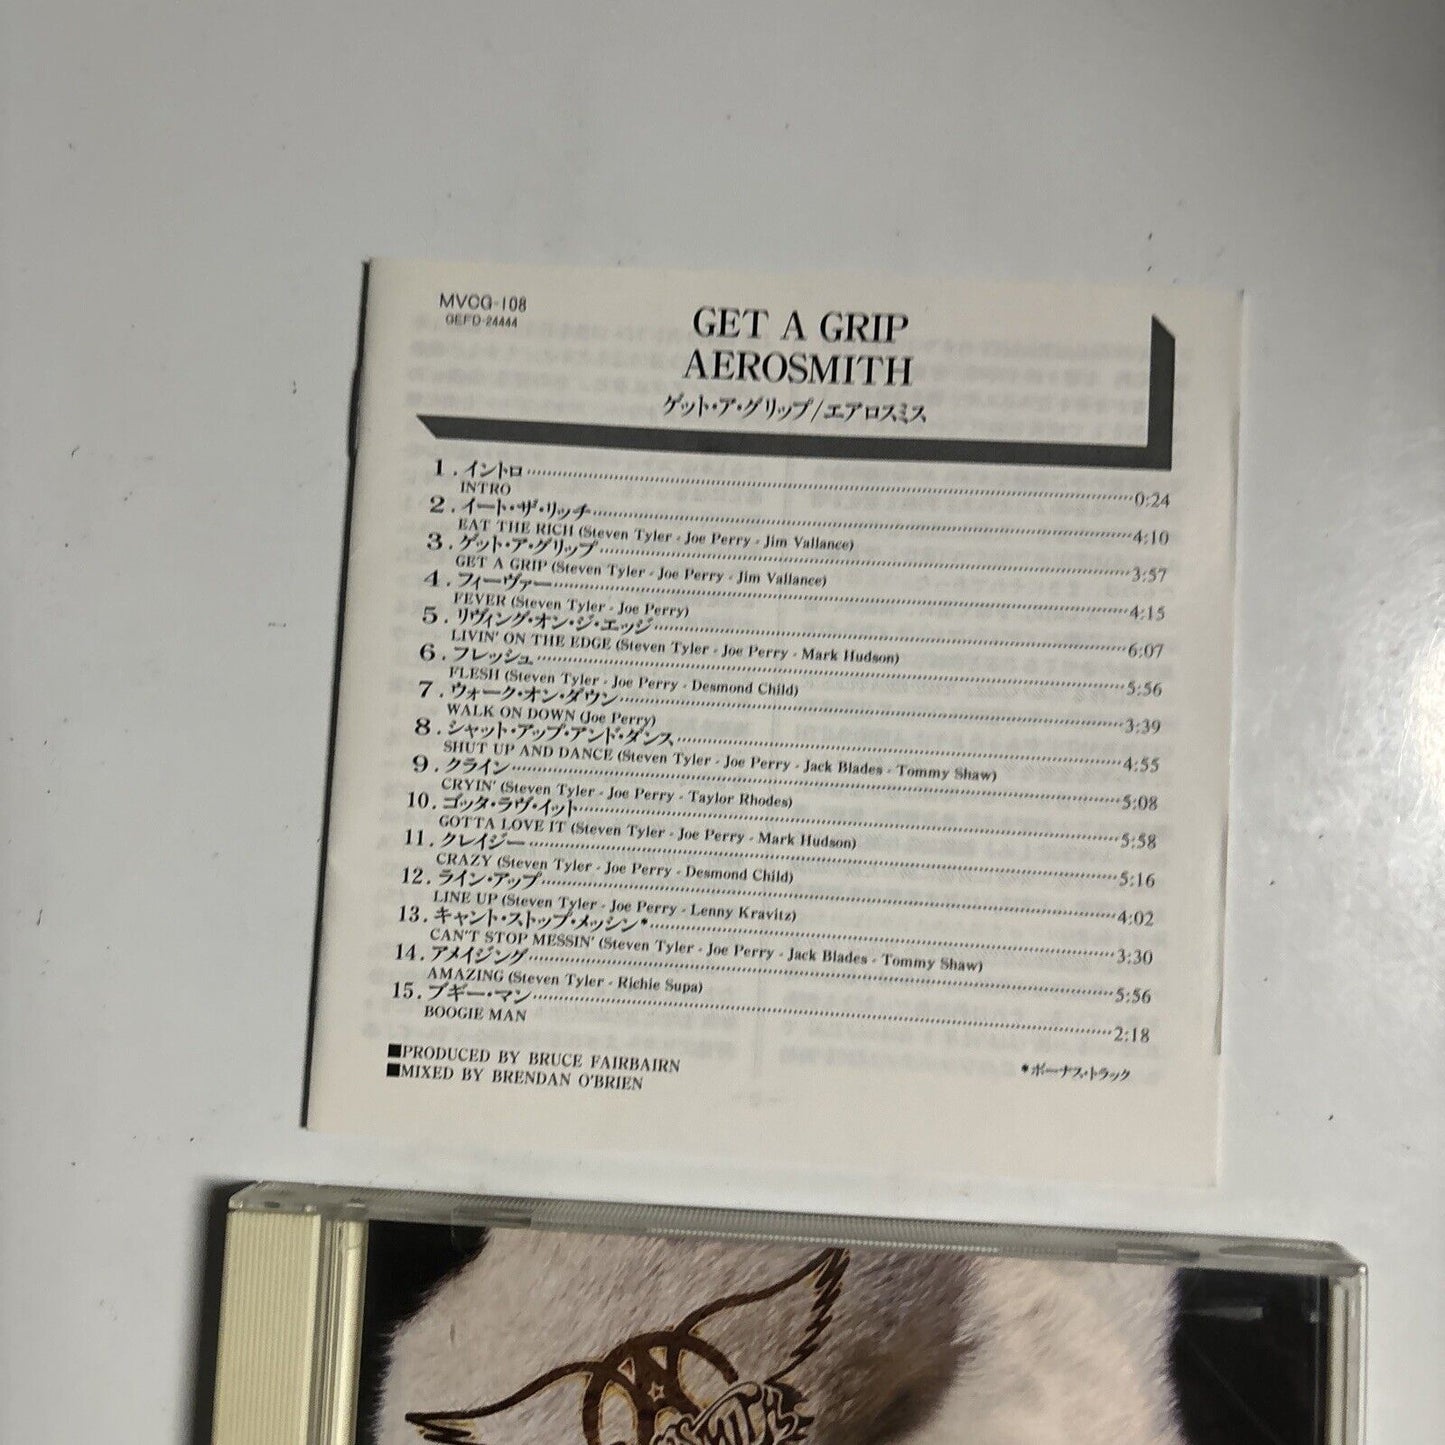 MVCG-108
GEFD-24444
GET A GRIP
AEROSMITH
ゲット・ア・グリップ/エアロスミス
1. イントロ 0:24
INTRO
2. イート・ザ・リッチ 4:10
EAT THE RICH (Steven Tyler - Joe Perry - Jim Vallance)
3. ゲット・ア・グリップ 3:57
GET A GRIP (Steven Tyler - Joe Perry - Jim Vallance)
4. フィーヴァー 4:15
FEVER (Steven Tyler - Joe Perry)
5. リヴィング・オン・ジ・エッジ 6:07
LIVIN' ON THE EDGE (Steven Tyler - Joe Perry - Mark Hudson)
6. フレッシュ 5:56
FLESH (Steven Tyler - Joe Perry - Desmond Child)
7. ウォーク・オン・ダウン 3:39
WALK ON DOWN (Joe Perry)
8. シャット・アップ・アンド・ダンス 4:55
SHUT UP AND DANCE (Steven Tyler - Joe Perry - Jack Blades - Tommy Shaw)
9. クライン 5:08
CRYIN' (Steven Tyler - Joe Perry - Taylor Rhodes)
10. ゴッタ・ラヴ・イット 5:58
GOTTA LOVE IT (Steven Tyler - Joe Perry - Mark Hudson)
11. クレイジー 5:16
CRAZY (Steven Tyler - Joe Perry - Desmond Child)
12. ライン・アップ 4:02
LINE UP (Steven Tyler - Joe Perry - Lenny Kravitz)
13. キャント・ストップ・メッシン* 3:30
CAN'T STOP MESSIN' (Steven Tyler - Joe Perry - Jack Blades - Tommy Shaw)
14. アメイジング 5:56
AMAZING (Steven Tyler - Richie Supa)
15. ブギー・マン 2:18
BOOGIE MAN
■PRODUCED BY BRUCE FAIRBAIRN
■MIXED BY BRENDAN O'BRIEN
*ボーナス・トラック